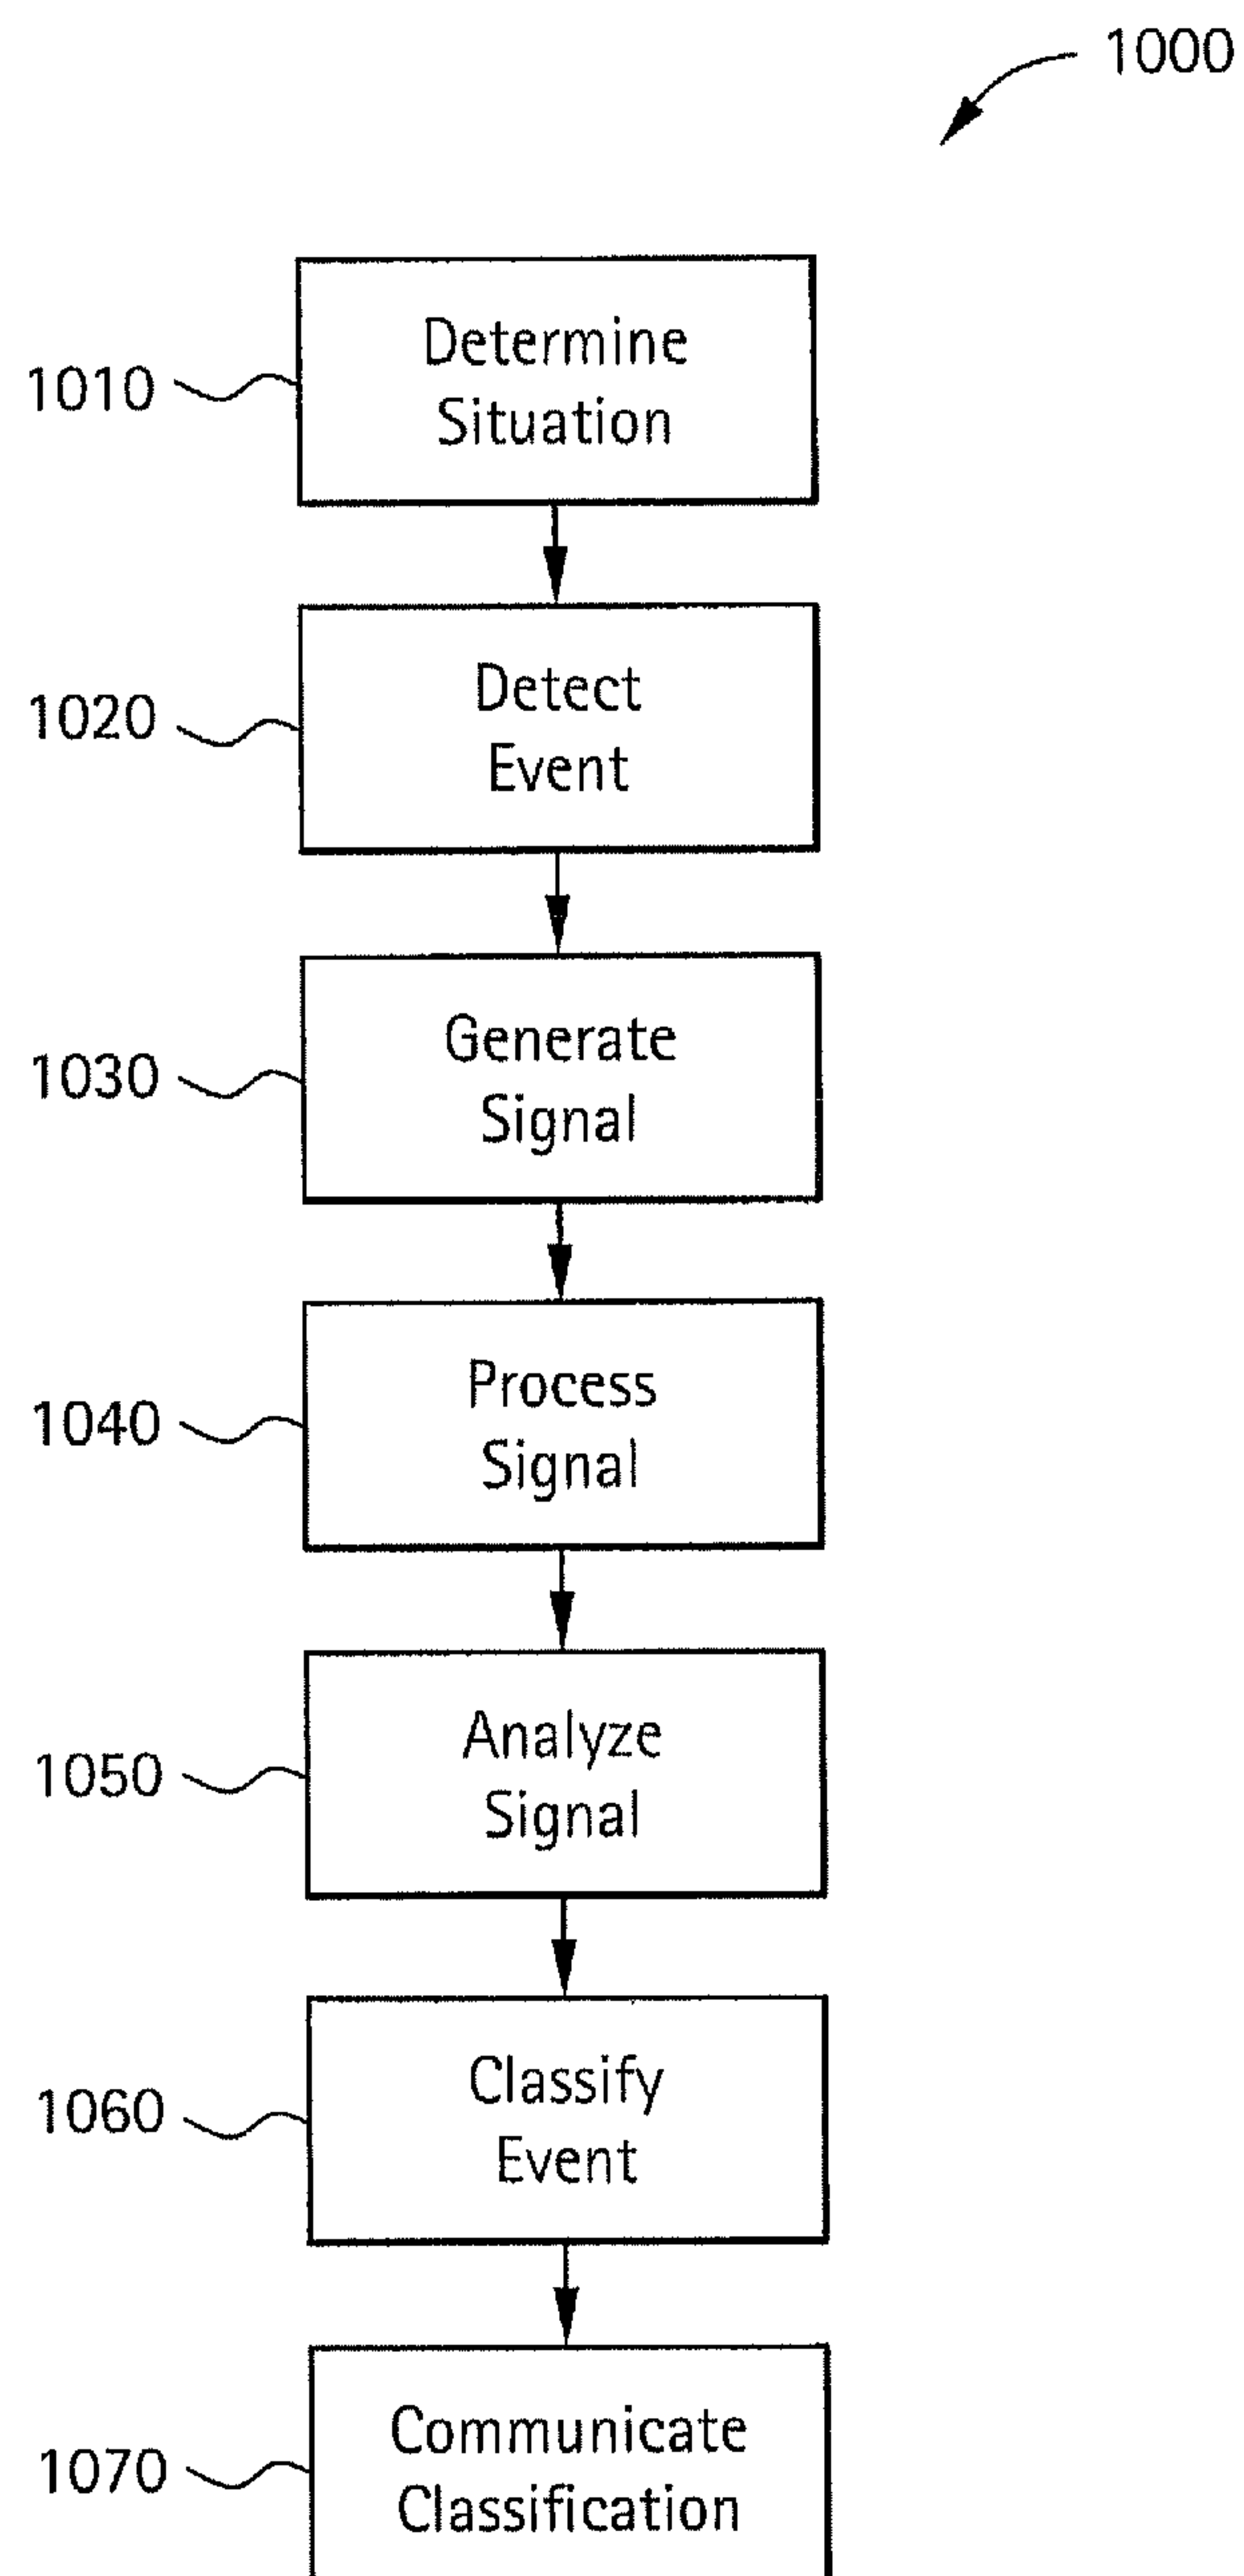 1000
Determine
Situation
1010
Detect
Event
1020
Generate
Signal
1030
Process
Signal
1040
Analyze
Signal
1050
Classify
Event
1060
Communicate
Classification
1070